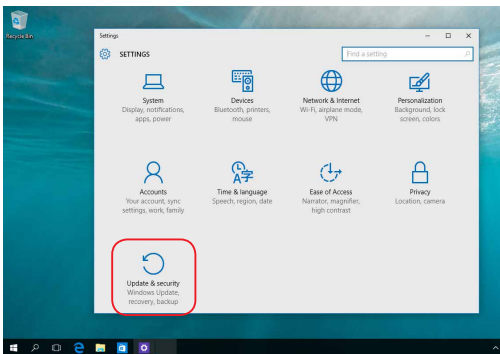 Recycle Bin
Settings
SETTINGS
Find a setting
System
Display, notifications,
apps, power
Devices
Bluetooth, printers,
mouse
Network & Internet
Wi-Fi, airplane mode,
VPN
Personalization
Background, lock
screen, colors
Accounts
Your account, sync
settings, work, family
Time & language
Speech, region, date
Ease of Access
Narrator, magnifier,
high contrast
Privacy
Location, camera
Update & security
Windows Update,
recovery, backup